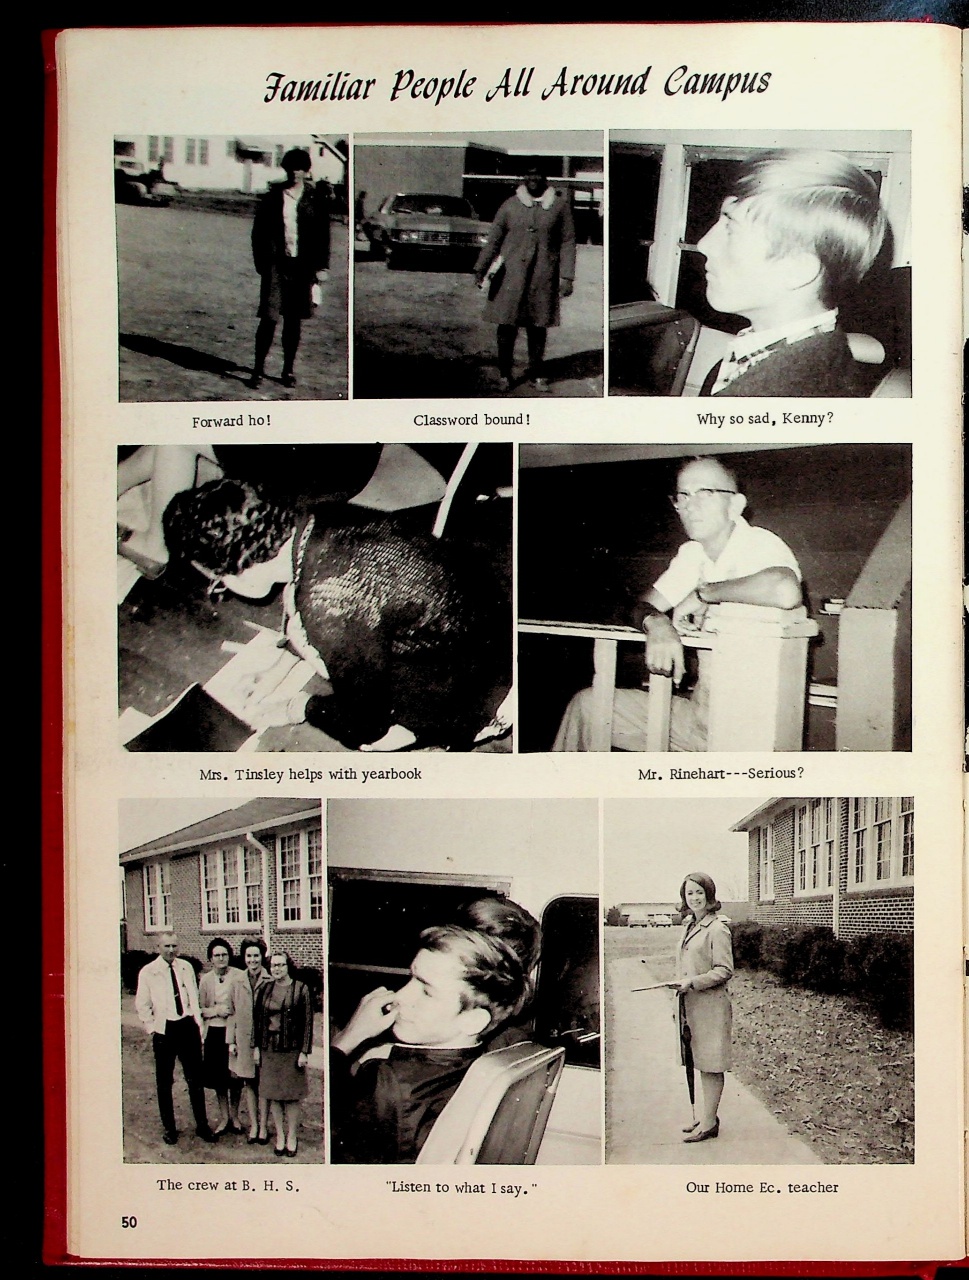 Familiar People All Around Campus
Forward ho!
Classword bound!
Why so sad, Kenny?
Mrs. Tinsley helps with yearbook
Mr. Rinehart---Serious?
The crew at B. H. S.
"Listen to what I say."
Our Home Ec. teacher
50